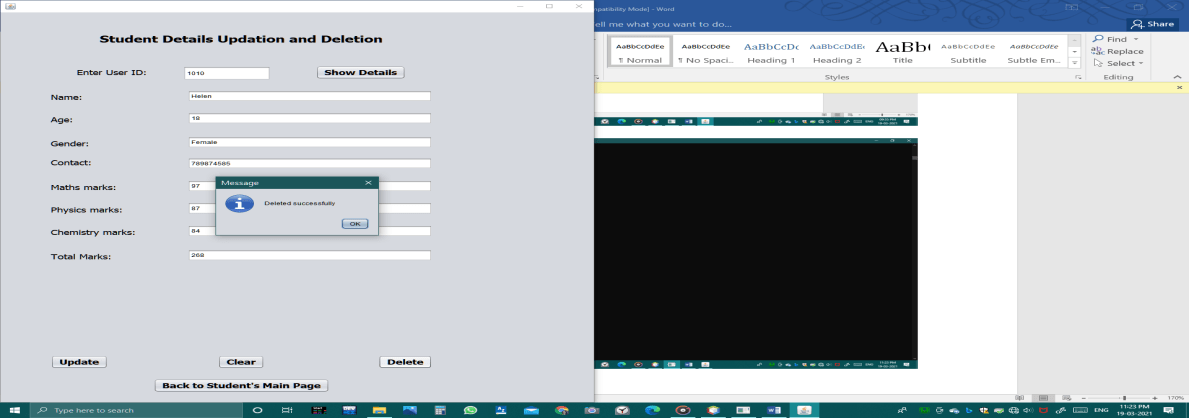 Student Details Updation and Deletion
Enter User ID: 1010 Show Details
Name: Helen
Age: 18
Gender: Female
Contact: 789874585
Maths marks: 97
Physics marks: 87
Chemistry marks: 84
Total Marks: 268
Message
Deleted successfully
OK
Update Clear Delete
Back to Student's Main Page
mpatibility Mode] - Word
ell me what you want to do...
Share
AaBbCcDdEe AaBbCcDdEe AaBbCcDc AaBbCcDdEe AaBb( AaBbCcDdEe AaBbCcDdEe
¶ Normal ¶ No Spaci... Heading 1 Heading 2 Title Subtitle Subtle Em...
Styles
Find
Replace
Select
Editing
170%
Type here to search
ENG
11:23 PM
19-03-2021